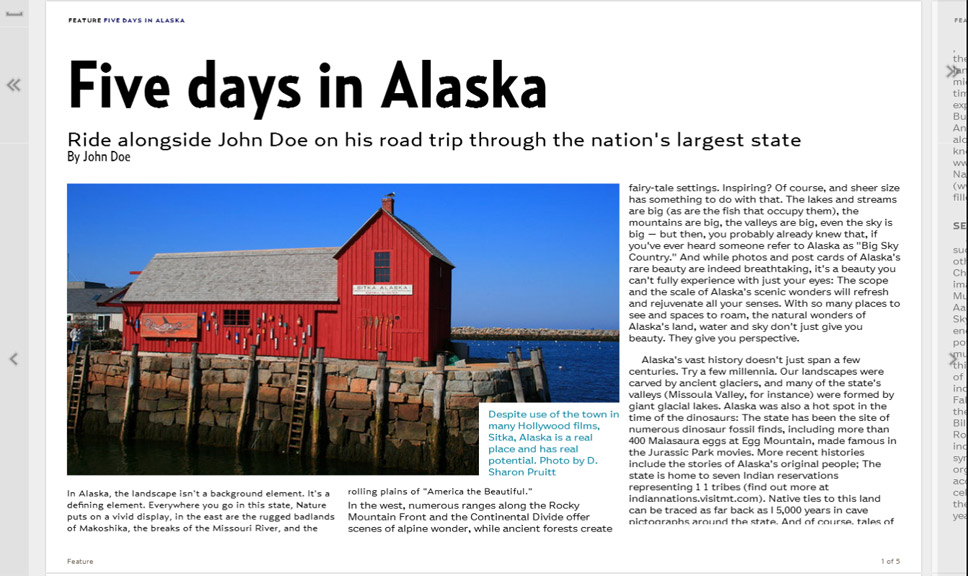 FEATURE FIVE DAYS IN ALASKA
Five days in Alaska
Ride alongside John Doe on his road trip through the nation's largest state
By John Doe
SITKA ALASKA
Despite use of the town in
many Hollywood films,
Sitka, Alaska is a real
place and has real
potential. Photo by D.
Sharon Pruitt
In Alaska, the landscape isn't a background element. It's a
defining element. Everywhere you go in this state, Nature
puts on a vivid display, in the east are the rugged badlands
of Makoshika, the breaks of the Missouri River, and the
rolling plains of "America the Beautiful."
In the west, numerous ranges along the Rocky
Mountain Front and the Continental Divide offer
scenes of alpine wonder, while ancient forests create
fairy-tale settings. Inspiring? Of course, and sheer size
has something to do with that. The lakes and streams
are big (as are the fish that occupy them), the
mountains are big, the valleys are big, even the sky is
big — but then, you probably already knew that, if
you've ever heard someone refer to Alaska as "Big Sky
Country." And while photos and post cards of Alaska's
rare beauty are indeed breathtaking, it's a beauty you
can't fully experience with just your eyes: The scope
and the scale of Alaska's scenic wonders will refresh
and rejuvenate all your senses. With so many places to
see and spaces to roam, the natural wonders of
Alaska's land, water and sky don't just give you
beauty. They give you perspective.
Alaska's vast history doesn't just span a few
centuries. Try a few millennia. Our landscapes were
carved by ancient glaciers, and many of the state's
valleys (Missoula Valley, for instance) were formed by
giant glacial lakes. Alaska was also a hot spot in the
time of the dinosaurs: The state has been the site of
numerous dinosaur fossil finds, including more than
400 Maiasaura eggs at Egg Mountain, made famous in
the Jurassic Park movies. More recent histories
include the stories of Alaska's original people; The
state is home to seven Indian reservations
representing 11 tribes (find out more at
indiannations.visitmt.com). Native ties to this land
can be traced as far back as 15,000 years in cave
pictographs around the state. And of course, tales of
Feature
1 of 5